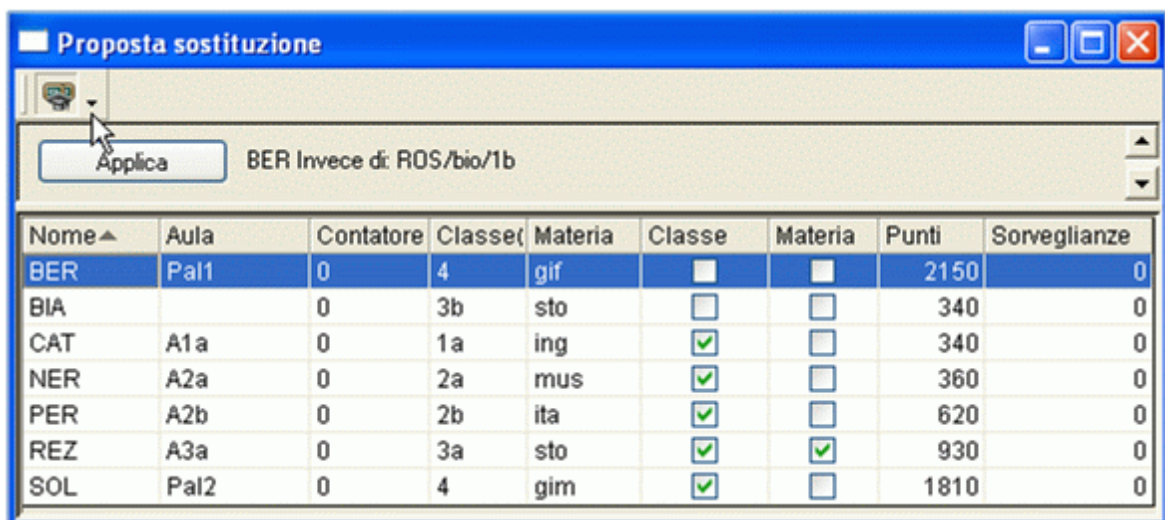 Proposta sostituzione
Applica BER Invece di: ROS/bio/1b
Nome Aula Contatore Classe( Materia Classe Materia Punti Sorveglianze
BER Pal1 0 4 gif 2150 0
BIA 0 3b sto 340 0
CAT A1a 0 1a ing 340 0
NER A2a 0 2a mus 360 0
PER A2b 0 2b ita 620 0
REZ A3a 0 3a sto 930 0
SOL Pal2 0 4 gim 1810 0